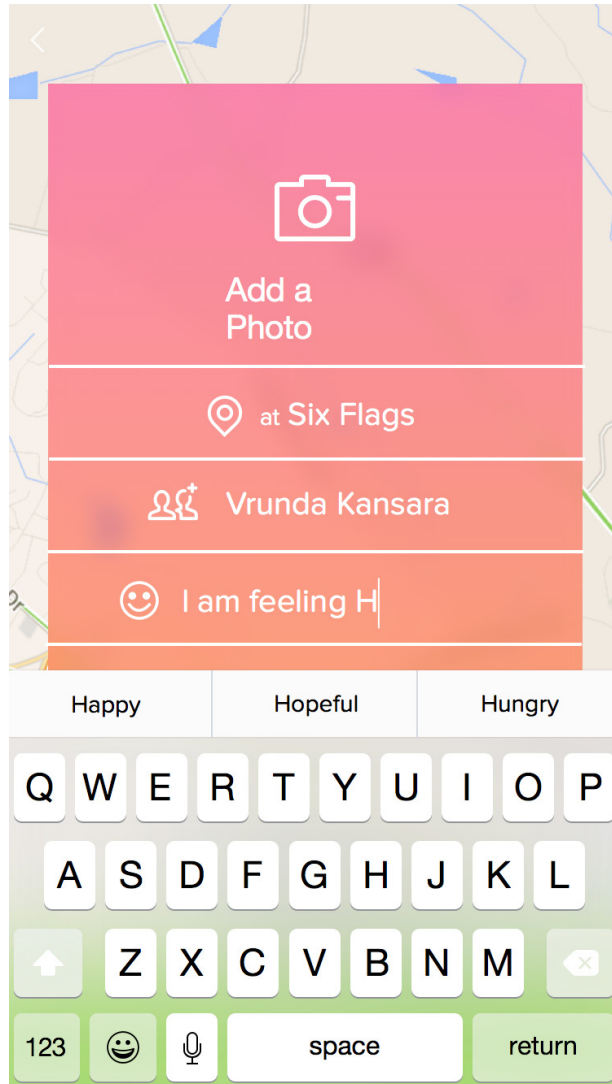 Add a
Photo
at Six Flags
Vrunda Kansara
I am feeling H
Happy Hopeful Hungry
Q W E R T Y U I O P
A S D F G H J K L
Z X C V B N M
123 space return